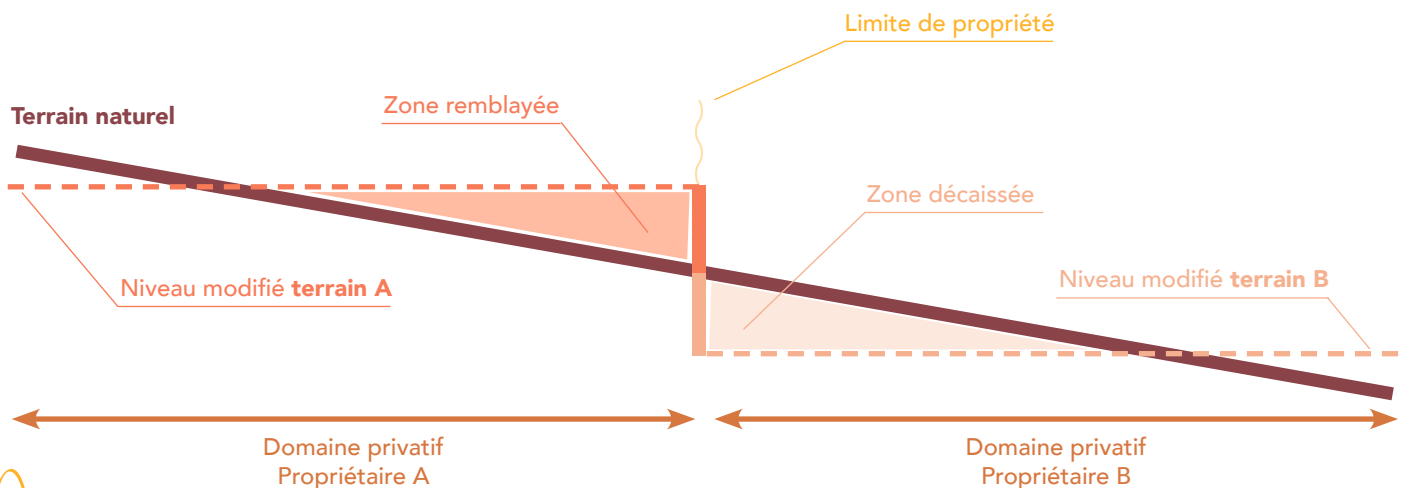 Limite de propriété
Zone remblayée
Terrain naturel
Zone décaissée
Niveau modifié terrain A
Niveau modifié terrain B
Domaine privatif
Propriétaire A
Domaine privatif
Propriétaire B